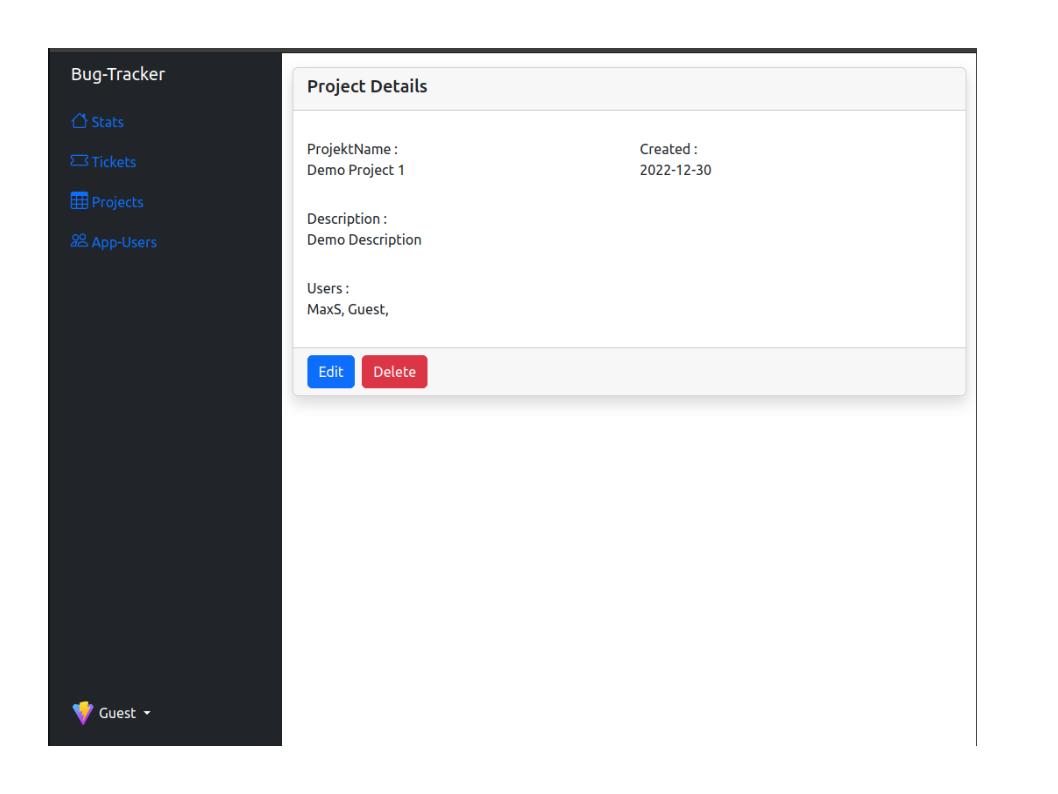 Bug-Tracker
Stats
Tickets
Projects
App-Users
Guest
Project Details
ProjektName :
Demo Project 1
Created :
2022-12-30
Description :
Demo Description
Users :
MaxS, Guest,
Edit
Delete